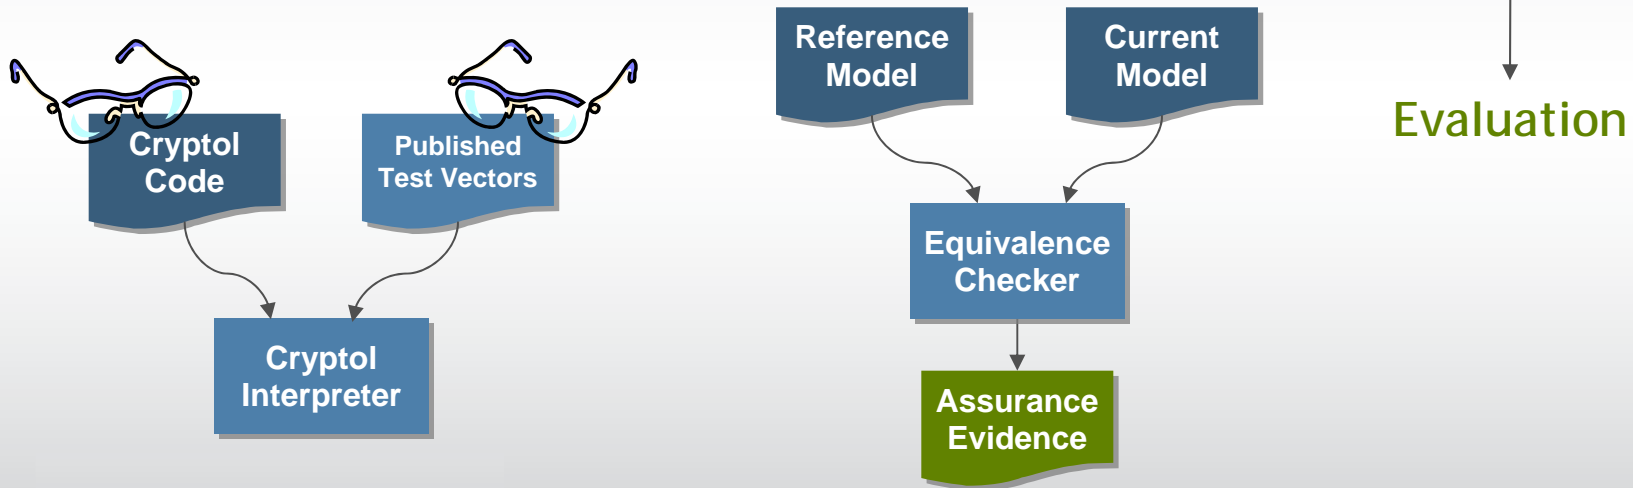 Cryptol
Code
Published
Test Vectors
Cryptol
Interpreter
Reference
Model
Current
Model
Equivalence
Checker
Assurance
Evidence
Evaluation